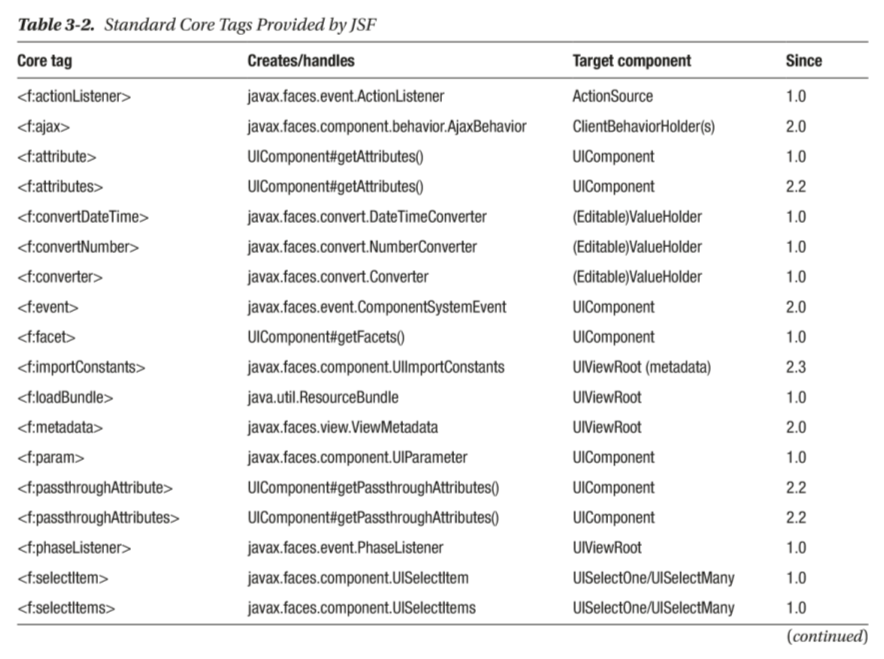 Table 3-2. Standard Core Tags Provided by JSF
Core tag Creates/handles Target component Since
<f:actionListener> javax.faces.event.ActionListener ActionSource 1.0
<f:ajax> javax.faces.component.behavior.AjaxBehavior ClientBehaviorHolder(s) 2.0
<f:attribute> UIComponent#getAttributes() UIComponent 1.0
<f:attributes> UIComponent#getAttributes() UIComponent 2.2
<f:convertDateTime> javax.faces.convert.DateTimeConverter (Editable)ValueHolder 1.0
<f:convertNumber> javax.faces.convert.NumberConverter (Editable)ValueHolder 1.0
<f:converter> javax.faces.convert.Converter (Editable)ValueHolder 1.0
<f:event> javax.faces.event.ComponentSystemEvent UIComponent 2.0
<f:facet> UIComponent#getFacets() UIComponent 1.0
<f:importConstants> javax.faces.component.UIImportConstants UIViewRoot (metadata) 2.3
<f:loadBundle> java.util.ResourceBundle UIViewRoot 1.0
<f:metadata> javax.faces.view.ViewMetadata UIViewRoot 2.0
<f:param> javax.faces.component.UIParameter UIComponent 1.0
<f:passthroughAttribute> UIComponent#getPassthroughAttributes() UIComponent 2.2
<f:passthroughAttributes> UIComponent#getPassthroughAttributes() UIComponent 2.2
<f:phaseListener> javax.faces.event.PhaseListener UIViewRoot 1.0
<f:selectItem> javax.faces.component.UISelectItem UISelectOne/UISelectMany 1.0
<f:selectItems> javax.faces.component.UISelectItems UISelectOne/UISelectMany 1.0
(continued)